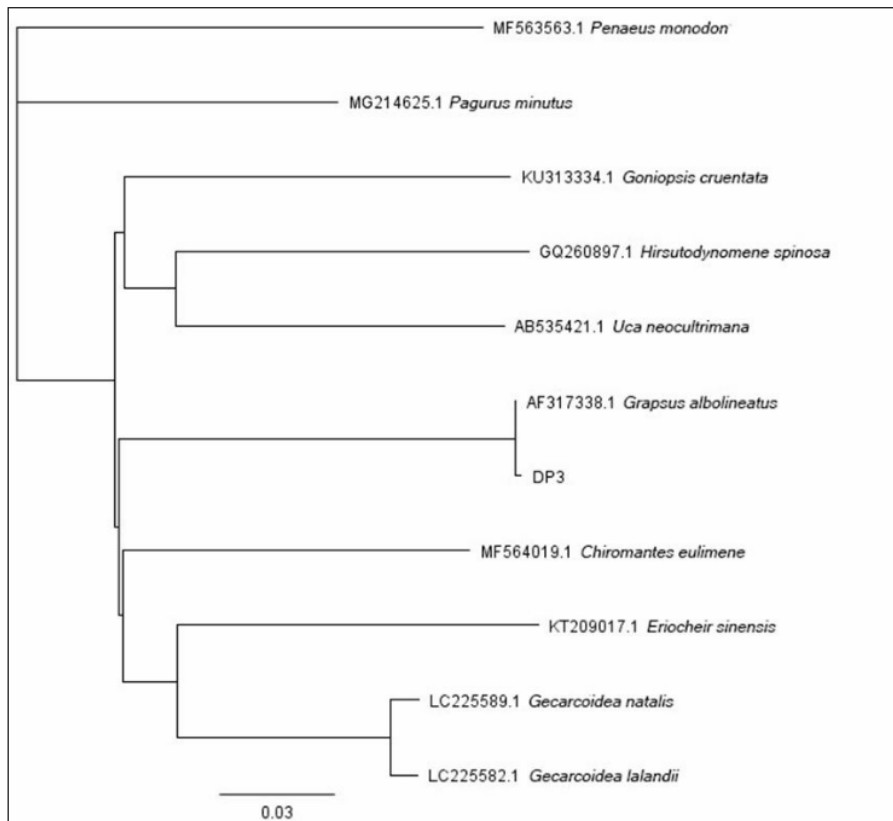 MF563563.1 Penaeus monodon
MG214625.1 Pagurus minutus
KU313334.1 Goniopsis cruentata
GQ260897.1 Hirsutodynomene spinosa
AB535421.1 Uca neocultrimana
AF317338.1 Grapsus albolineatus
DP3
MF564019.1 Chiromantes eulimene
KT209017.1 Eriocheir sinensis
LC225589.1 Gecarcoidea natalis
LC225582.1 Gecarcoidea lalandii
0.03